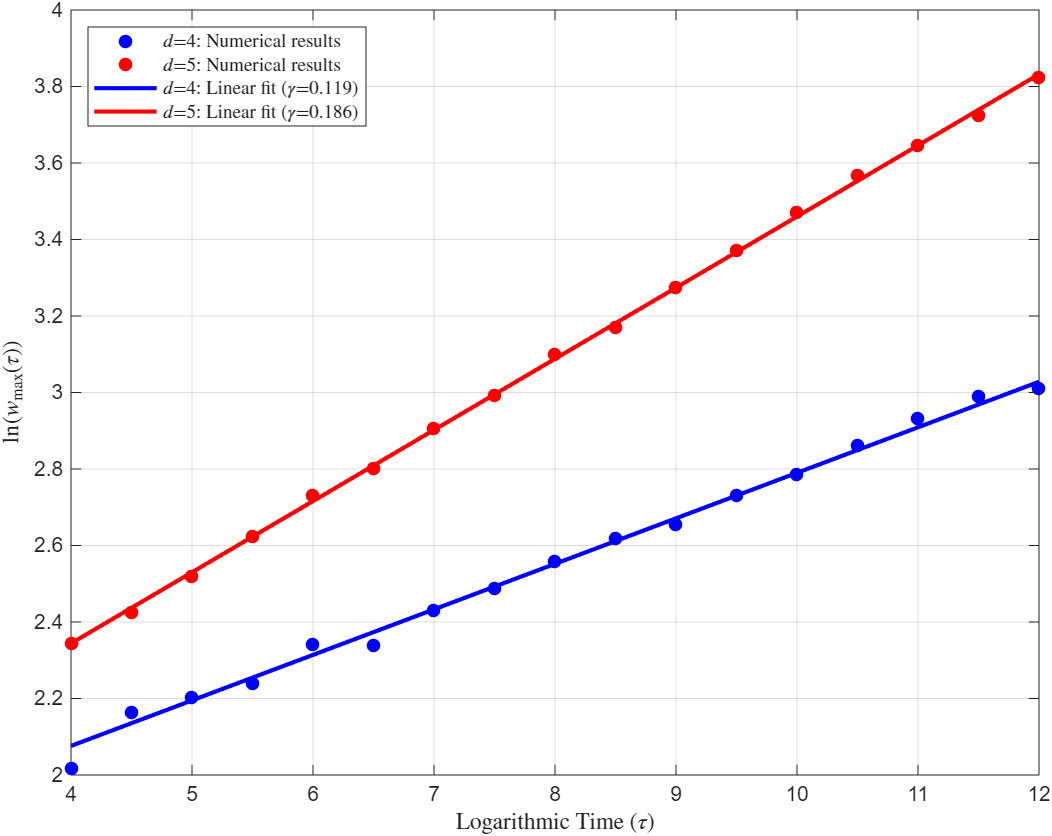 4
3.8
3.6
3.4
3.2
3
2.8
2.6
2.4
2.2
2
ln(w_max(τ))
d=4: Numerical results
d=5: Numerical results
d=4: Linear fit (γ=0.119)
d=5: Linear fit (γ=0.186)
4 5 6 7 8 9 10 11 12
Logarithmic Time (τ)